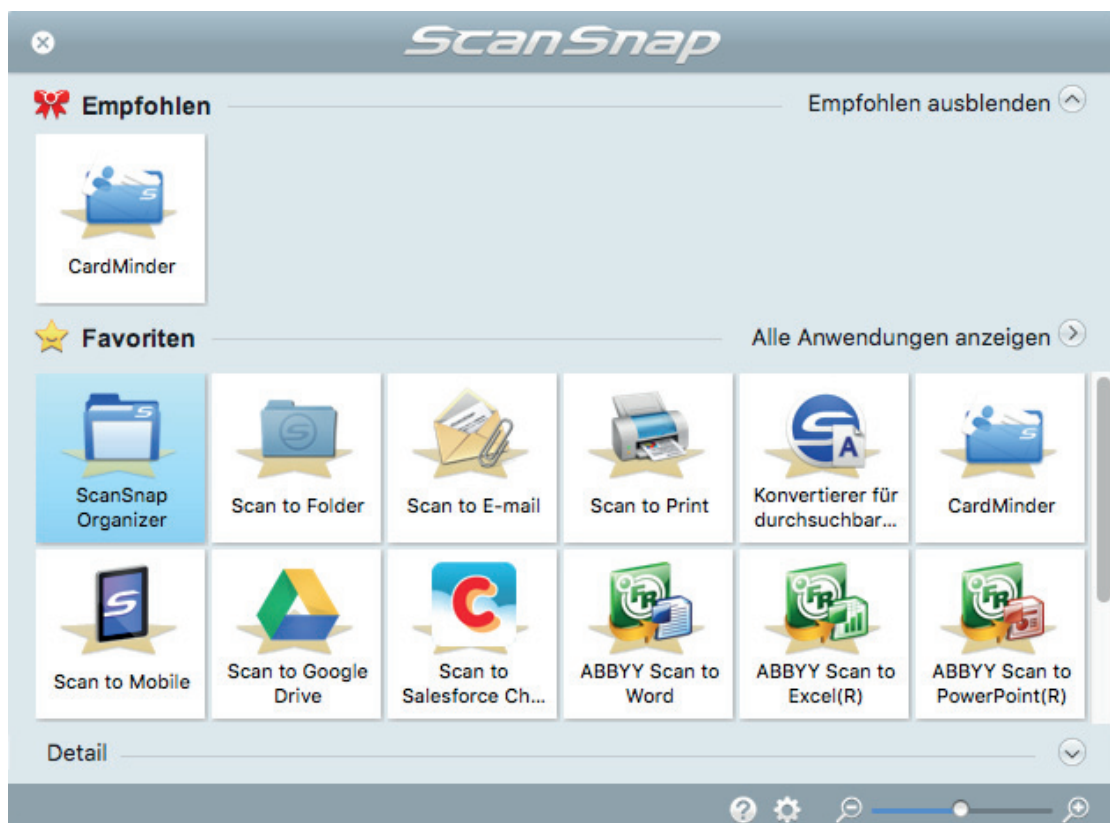 ScanSnap
Empfohlen
Empfohlen ausblenden
CardMinder
Favoriten
Alle Anwendungen anzeigen
ScanSnap
Organizer
Scan to Folder
Scan to E-mail
Scan to Print
Konvertierer für
durchsuchbar...
CardMinder
Scan to Mobile
Scan to Google
Drive
Scan to
Salesforce Ch...
ABBYY Scan to
Word
ABBYY Scan to
Excel(R)
ABBYY Scan to
PowerPoint(R)
Detail